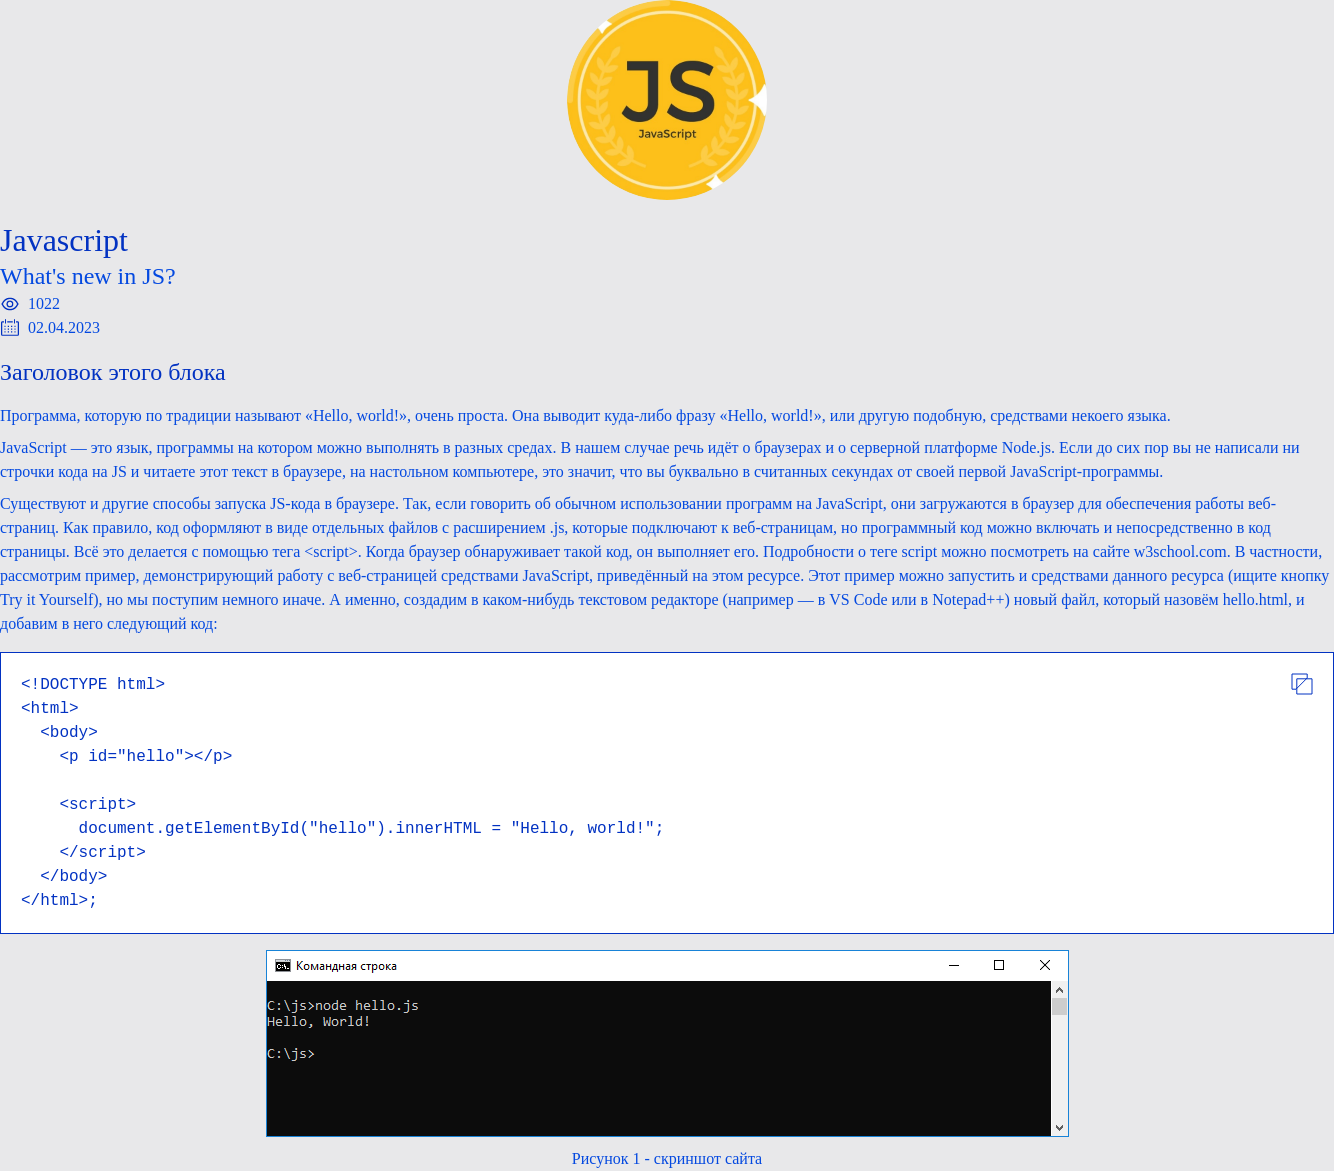 JS
JavaScript
Javascript
What's new in JS?
1022
02.04.2023
Заголовок этого блока
Программа, которую по традиции называют «Hello, world!», очень проста. Она выводит куда-либо фразу «Hello, world!», или другую подобную, средствами некоего языка.
JavaScript — это язык, программы на котором можно выполнять в разных средах. В нашем случае речь идёт о браузерах и о серверной платформе Node.js. Если до сих пор вы не написали ни
строчки кода на JS и читаете этот текст в браузере, на настольном компьютере, это значит, что вы буквально в считанных секундах от своей первой JavaScript-программы.
Существуют и другие способы запуска JS-кода в браузере. Так, если говорить об обычном использовании программ на JavaScript, они загружаются в браузер для обеспечения работы веб-
страниц. Как правило, код оформляют в виде отдельных файлов с расширением .js, которые подключают к веб-страницам, но программный код можно включать и непосредственно в код
страницы. Всё это делается с помощью тега <script>. Когда браузер обнаруживает такой код, он выполняет его. Подробности о теге script можно посмотреть на сайте w3school.com. В частности,
рассмотрим пример, демонстрирующий работу с веб-страницей средствами JavaScript, приведённый на этом ресурсе. Этот пример можно запустить и средствами данного ресурса (ищите кнопку
Try it Yourself), но мы поступим немного иначе. А именно, создадим в каком-нибудь текстовом редакторе (например — в VS Code или в Notepad++) новый файл, который назовём hello.html, и
добавим в него следующий код:
<!DOCTYPE html>
<html>
  <body>
    <p id="hello"></p>
    <script>
      document.getElementById("hello").innerHTML = "Hello, world!";
    </script>
  </body>
</html>;
Командная строка
C:\js>node hello.js
Hello, World!
C:\js>
Рисунок 1 - скриншот сайта